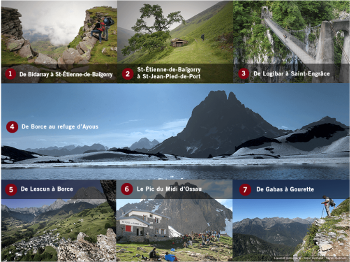 1 De Bidarray à St-Étienne-de-Baïgorry
2 St-Étienne-de-Baïgorry
à St-Jean-Pied-de-Port
3 De Logibar à Sainte-Engrâce
4 De Borce au refuge d'Ayous
5 De Lescun à Borce
6 Le Pic du Midi d'Ossau
7 De Gabas à Gourette